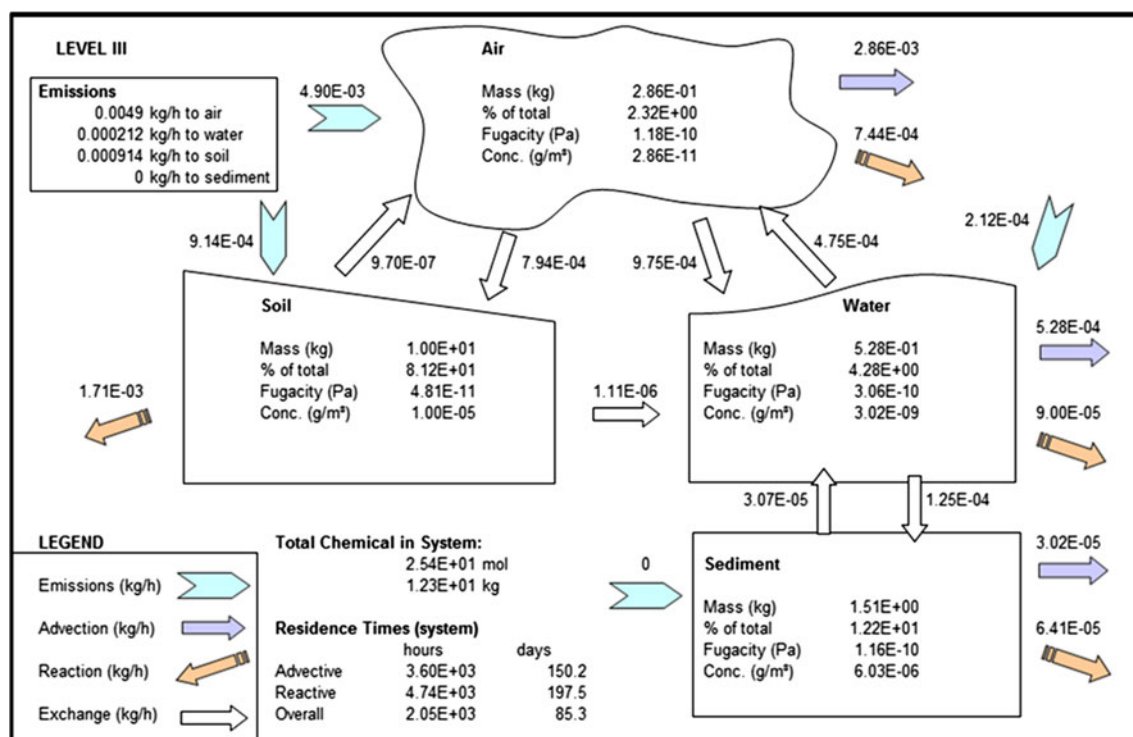 LEVEL III
Emissions
0.0049 kg/h to air
0.000212 kg/h to water
0.000914 kg/h to soil
0 kg/h to sediment
4.90E-03
Air
Mass (kg) 2.86E-01
% of total 2.32E+00
Fugacity (Pa) 1.18E-10
Conc. (g/m³) 2.86E-11
2.86E-03
7.44E-04
9.14E-04
9.70E-07
7.94E-04
9.75E-04
4.75E-04
2.12E-04
Soil
Mass (kg) 1.00E+01
% of total 8.12E+01
Fugacity (Pa) 4.81E-11
Conc. (g/m³) 1.00E-05
1.71E-03
1.11E-06
Water
Mass (kg) 5.28E-01
% of total 4.28E+00
Fugacity (Pa) 3.06E-10
Conc. (g/m³) 3.02E-09
5.28E-04
9.00E-05
3.07E-05
1.25E-04
LEGEND
Emissions (kg/h)
Advection (kg/h)
Reaction (kg/h)
Exchange (kg/h)
Total Chemical in System:
2.54E+01 mol
1.23E+01 kg
Residence Times (system)
hours days
Advective 3.60E+03 150.2
Reactive 4.74E+03 197.5
Overall 2.05E+03 85.3
0
Sediment
Mass (kg) 1.51E+00
% of total 1.22E+01
Fugacity (Pa) 1.16E-10
Conc. (g/m³) 6.03E-06
3.02E-05
6.41E-05